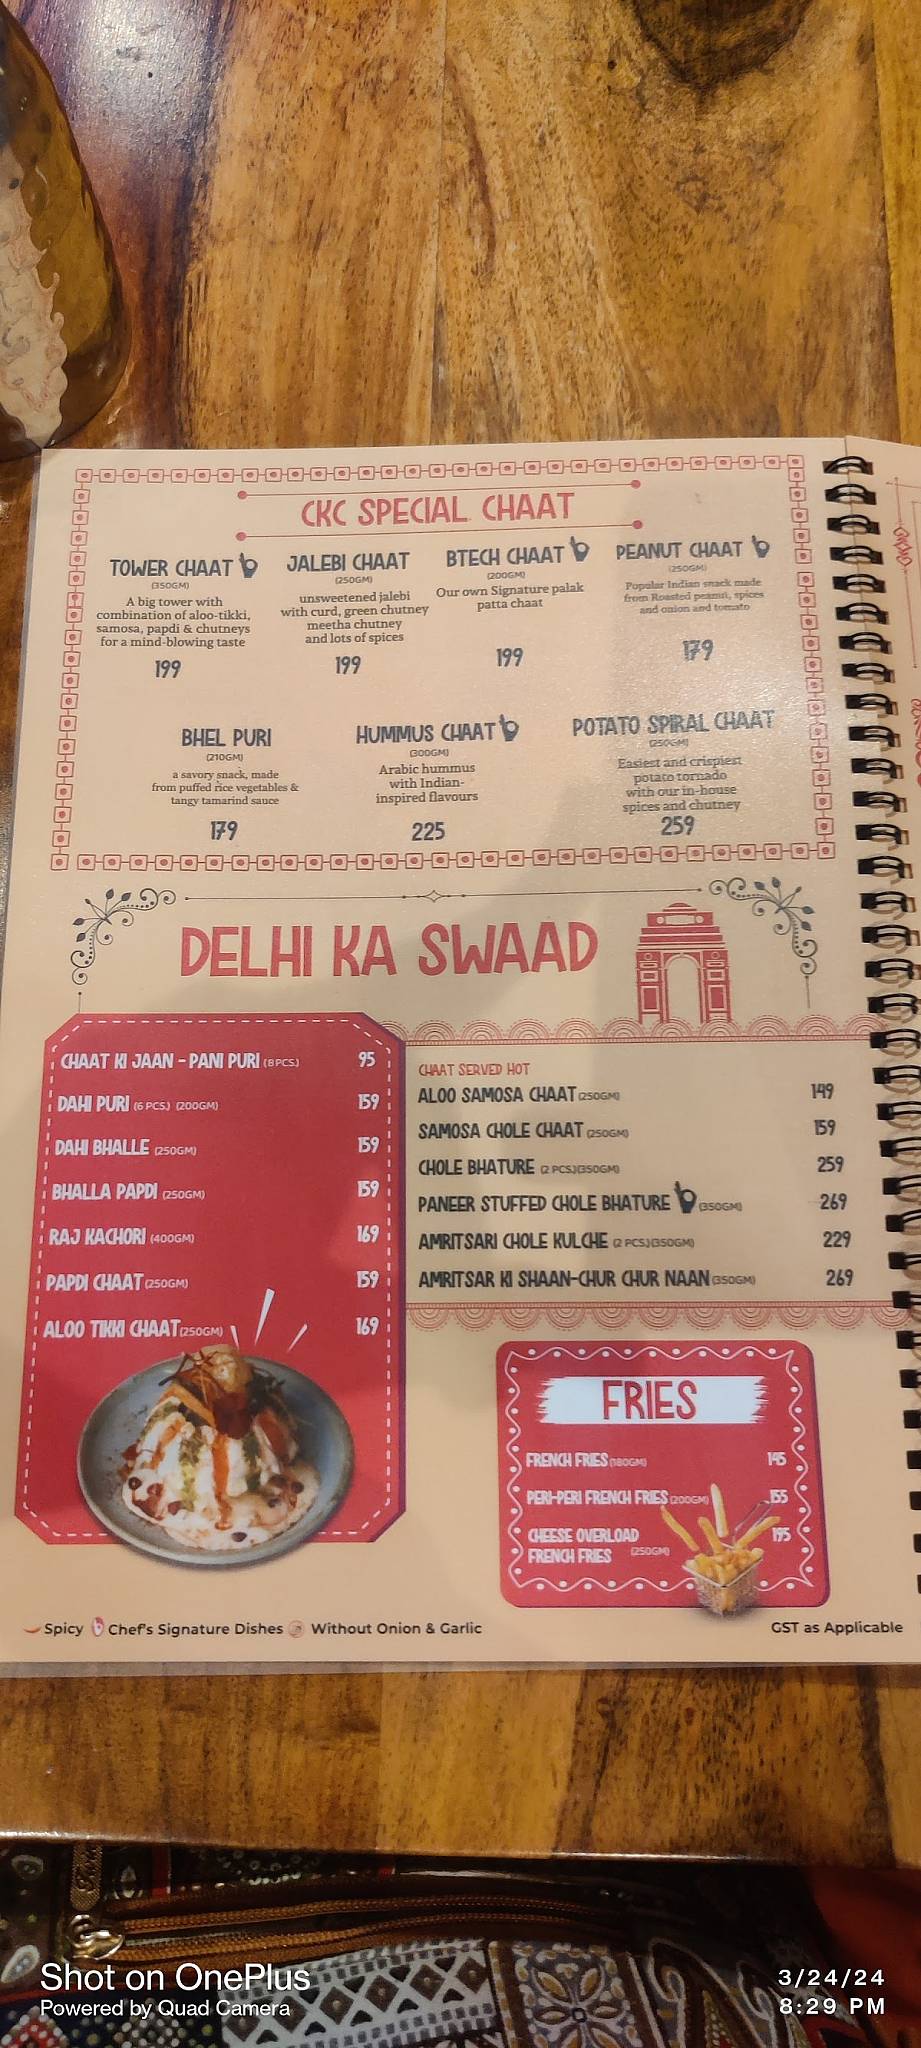 CKC SPECIAL CHAAT
TOWER CHAAT
(350GM)
A big tower with
combination of aloo-tikki,
samosa, papdi & chutneys
for a mind-blowing taste
199
JALEBI CHAAT
(250GM)
unsweetened jalebi
with curd, green chutney
meetha chutney
and lots of spices
199
BTECH CHAAT
(200GM)
Our own Signature palak
patta chaat
199
PEANUT CHAAT
(250GM)
Popular Indian snack made
from Roasted peanut, spices
and onion and tomato
179
BHEL PURI
(210GM)
a savory snack, made
from puffed rice vegetables &
tangy tamarind sauce
179
HUMMUS CHAAT
(300GM)
Arabic hummus
with Indian-
inspired flavours
225
POTATO SPIRAL CHAAT
(250GM)
Easiest and crispiest
potato tornado
with our in-house
spices and chutney
259
DELHI KA SWAAD
CHAAT KI JAAN - PANI PURI (8PCS.) 95
DAHI PURI (6 PCS.) (200GM) 159
DAHI BHALLE (250GM) 159
BHALLA PAPDI (250GM) 159
RAJ KACHORI (400GM) 169
PAPDI CHAAT (250GM) 159
ALOO TIKKI CHAAT (250GM) 169
CHAAT SERVED HOT
ALOO SAMOSA CHAAT (250GM) 149
SAMOSA CHOLE CHAAT (250GM) 159
CHOLE BHATURE (2 PCS.)(350GM) 259
PANEER STUFFED CHOLE BHATURE (350GM) 269
AMRITSARI CHOLE KULCHE (2 PCS.)(350GM) 229
AMRITSAR KI SHAAN-CHUR CHUR NAAN (350GM) 269
FRIES
FRENCH FRIES (180GM) 145
PERI-PERI FRENCH FRIES (200GM) 155
CHEESE OVERLOAD
FRENCH FRIES (250GM) 195
Spicy Chef's Signature Dishes Without Onion & Garlic GST as Applicable
Shot on OnePlus
Powered by Quad Camera
3/24/24
8:29 PM